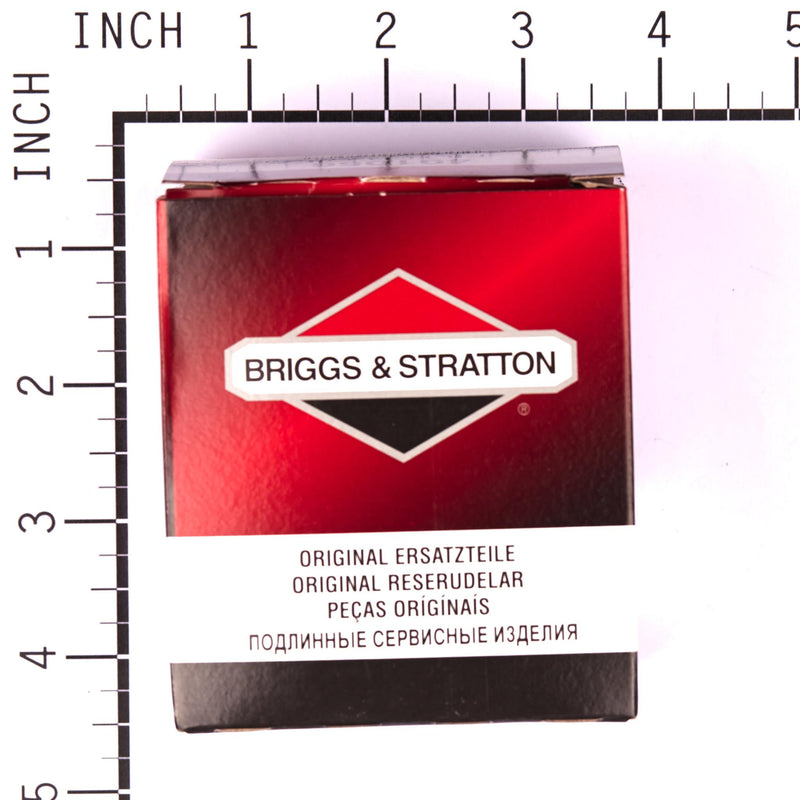 INCH 1 2 3 4 5
INCH
1
2
3
4
5
BRIGGS & STRATTON
®
ORIGINAL ERSATZTEILE
ORIGINAL RESERUDELAR
PEÇAS ORÍGÍNAÍS
ПОДЛИННЫЕ СЕРВИСНЫЕ ИЗДЕЛИЯ